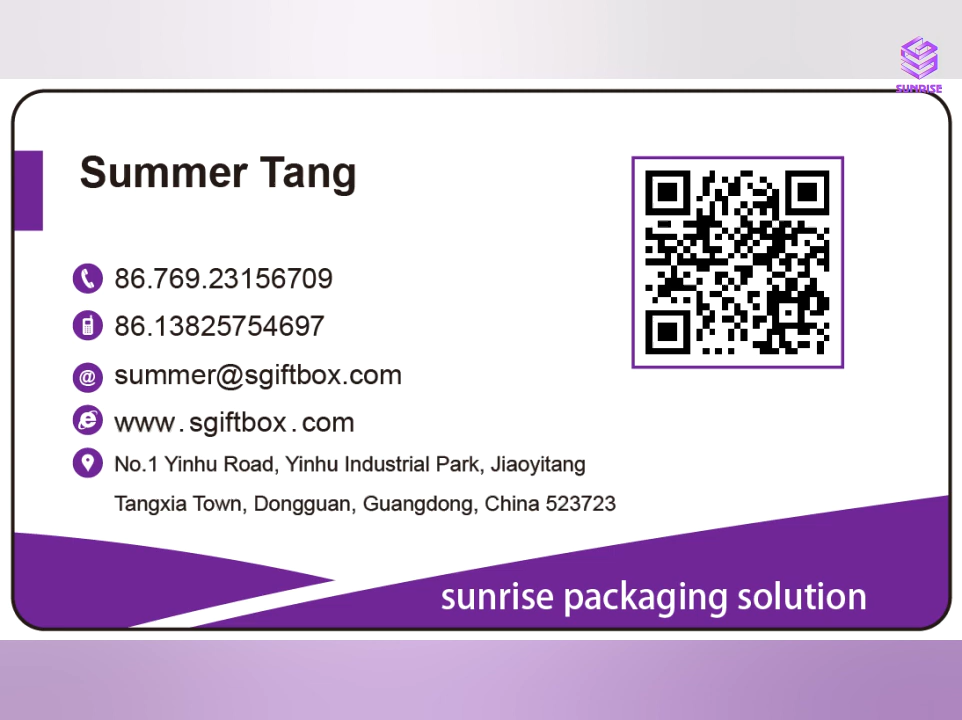 SUNRISE
Summer Tang
86.769.23156709
86.13825754697
@ summer@sgiftbox.com
www.sgiftbox.com
No.1 Yinhu Road, Yinhu Industrial Park, Jiaoyitang
Tangxia Town, Dongguan, Guangdong, China 523723
sunrise packaging solution